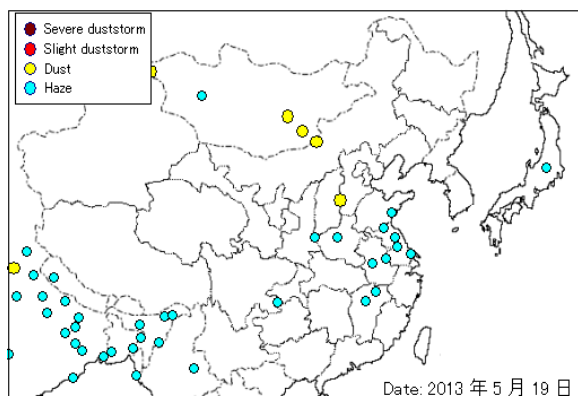 Severe duststorm
Slight duststorm
Dust
Haze
Date: 2013 年 5 月 19 日